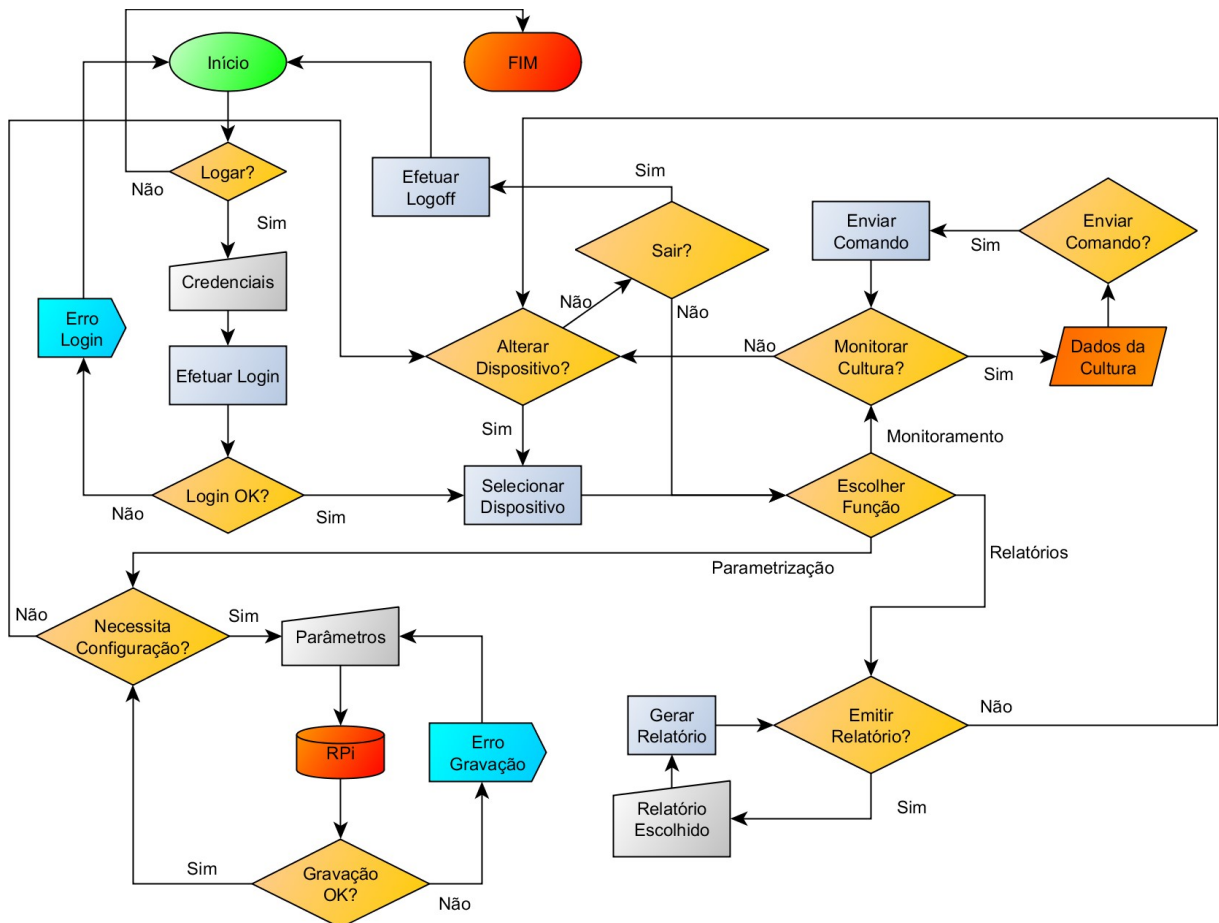 Início
FIM
Logar?
Não
Sim
Efetuar
Logoff
Sim
Sair?
Não
Não
Enviar
Comando
Sim
Enviar
Comando?
Credenciais
Erro
Login
Efetuar Login
Alterar
Dispositivo?
Não
Monitorar
Cultura?
Sim
Dados da
Cultura
Sim
Monitoramento
Login OK?
Não
Sim
Selecionar
Dispositivo
Escolher
Função
Parametrização
Relatórios
Não
Necessita
Configuração?
Sim
Parâmetros
RPi
Erro
Gravação
Gravação
OK?
Sim
Não
Gerar
Relatório
Emitir
Relatório?
Não
Sim
Relatório
Escolhido